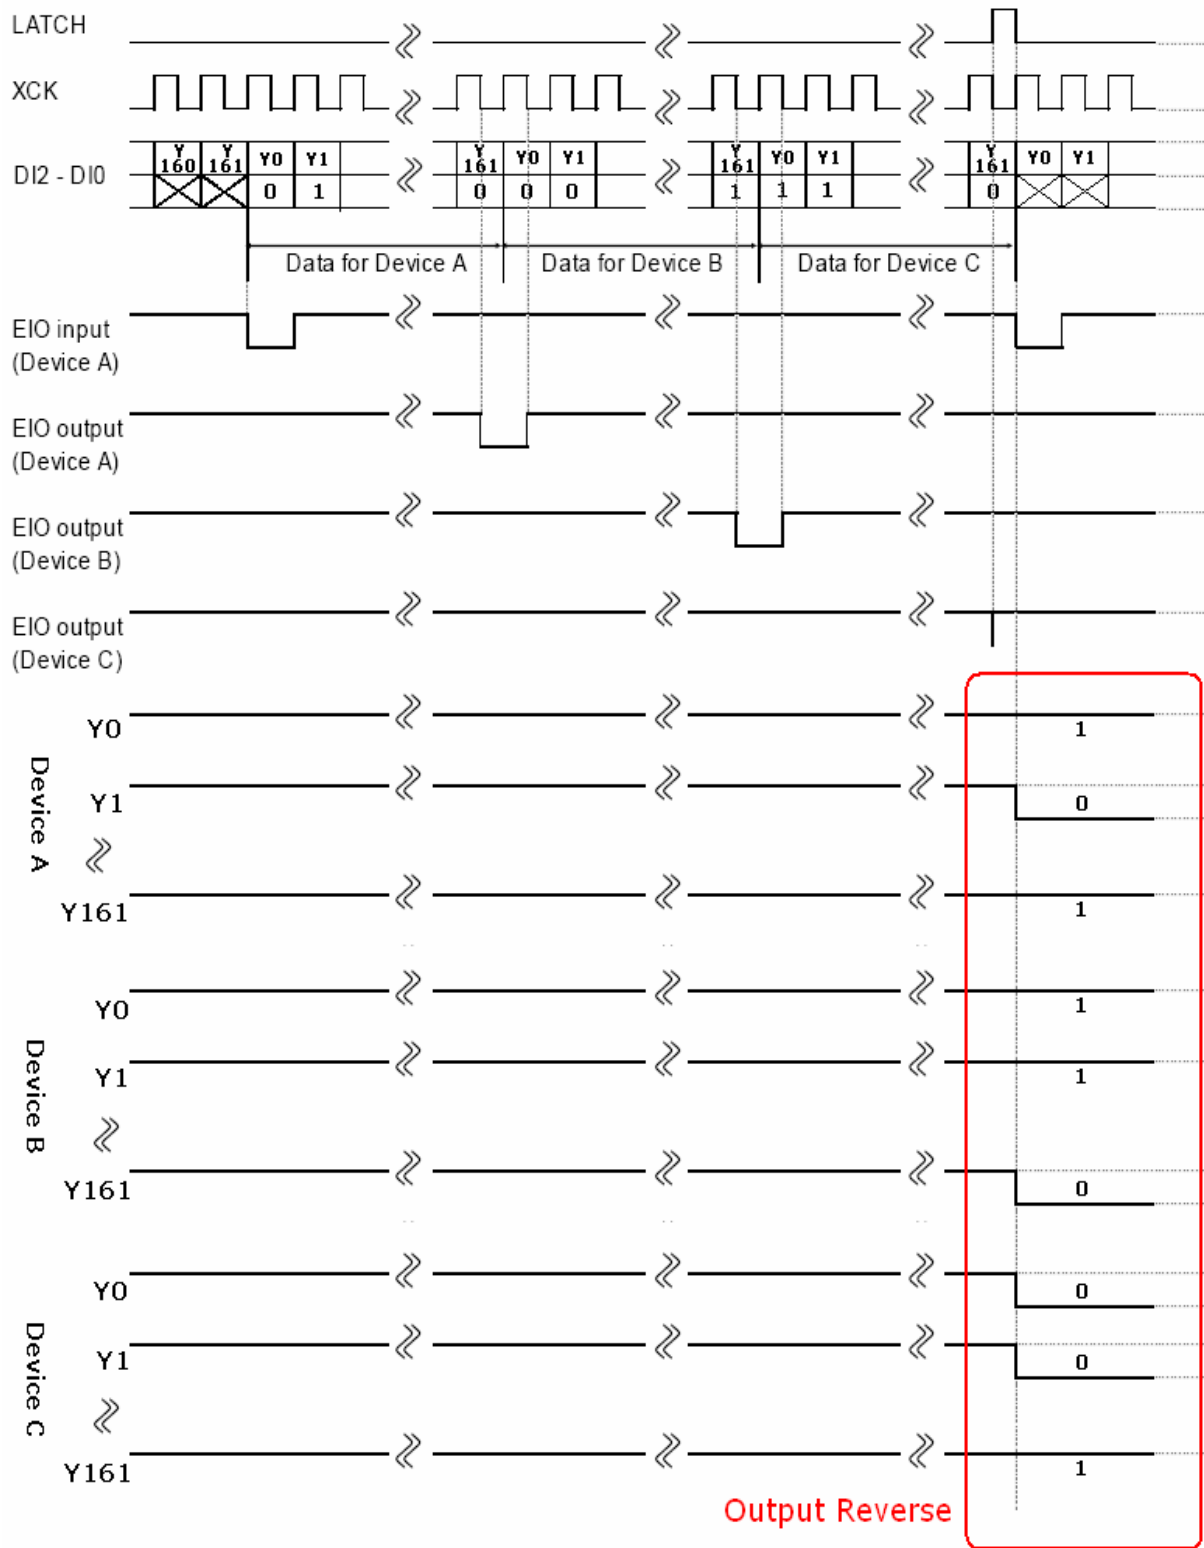 LATCH
XCK
DI2 - DI0
Y 160 Y 161 Y0 Y1 Y 161 Y0 Y1 Y 161 Y0 Y1 Y 161 Y0 Y1
0 1 0 0 0 1 1 1 0
Data for Device A Data for Device B Data for Device C
EIO input
(Device A)
EIO output
(Device A)
EIO output
(Device B)
EIO output
(Device C)
Device A
Y0 1
Y1 0
Y161 1
Device B
Y0 1
Y1 1
Y161 0
Device C
Y0 0
Y1 0
Y161 1
Output Reverse